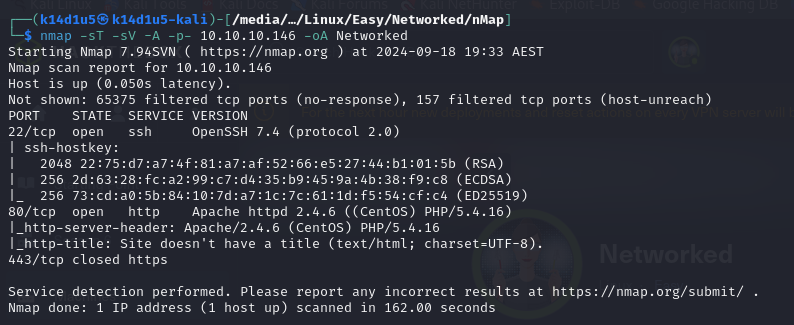 ┌──(k14d1u5㉿k14d1u5-kali)-[/media/…/Linux/Easy/Networked/nMap]
└─$ nmap -sT -sV -A -p- 10.10.10.146 -oA Networked
Starting Nmap 7.94SVN ( https://nmap.org ) at 2024-09-18 19:33 AEST
Nmap scan report for 10.10.10.146
Host is up (0.050s latency).
Not shown: 65375 filtered tcp ports (no-response), 157 filtered tcp ports (host-unreach)
PORT    STATE  SERVICE VERSION
22/tcp  open   ssh     OpenSSH 7.4 (protocol 2.0)
| ssh-hostkey:
|   2048 22:75:d7:a7:4f:81:a7:af:52:66:e5:27:44:b1:01:5b (RSA)
|   256 2d:63:28:fc:a2:99:c7:d4:35:b9:45:9a:4b:38:f9:c8 (ECDSA)
|_  256 73:cd:a0:5b:84:10:7d:a7:1c:7c:61:1d:f5:54:cf:c4 (ED25519)
80/tcp  open   http    Apache httpd 2.4.6 ((CentOS) PHP/5.4.16)
|_http-server-header: Apache/2.4.6 (CentOS) PHP/5.4.16
|_http-title: Site doesn't have a title (text/html; charset=UTF-8).
443/tcp closed https
Networked
Service detection performed. Please report any incorrect results at https://nmap.org/submit/ .
Nmap done: 1 IP address (1 host up) scanned in 162.00 seconds